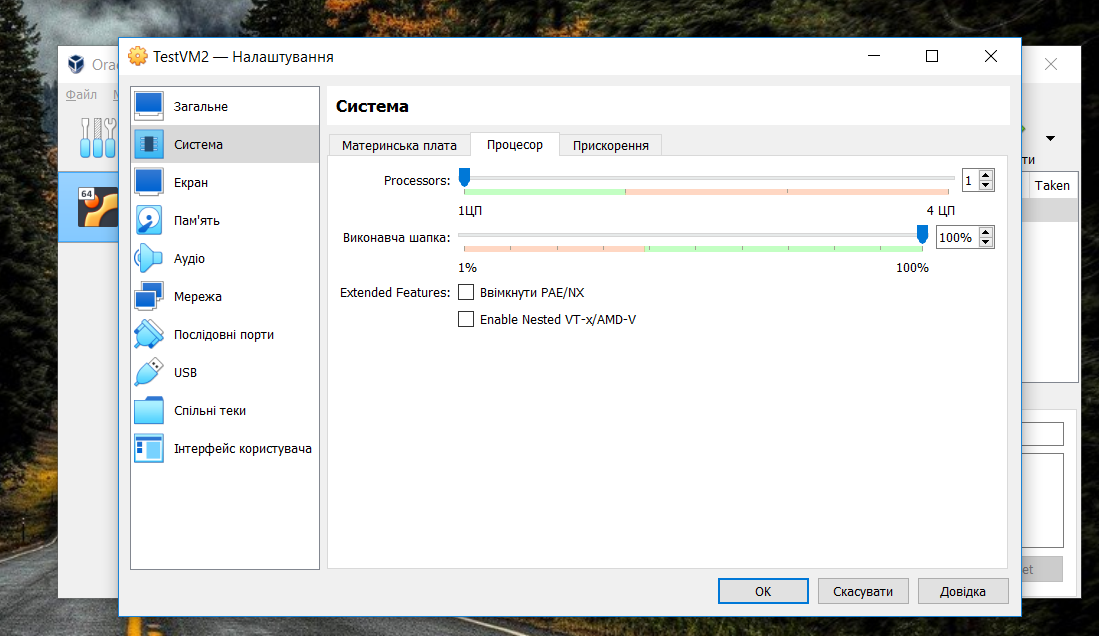 TestVM2 — Налаштування
Orac
Файл
Загальне
Система
Екран
Пам'ять
Аудіо
Мережа
Послідовні порти
USB
Спільні теки
Інтерфейс користувача
Система
Материнська плата
Процесор
Прискорення
Processors:
1
1ЦП
4 ЦП
Виконавча шапка:
100%
1%
100%
Extended Features:
Ввімкнути PAE/NX
Enable Nested VT-x/AMD-V
OK
Скасувати
Довідка
64
ти
Taken
et